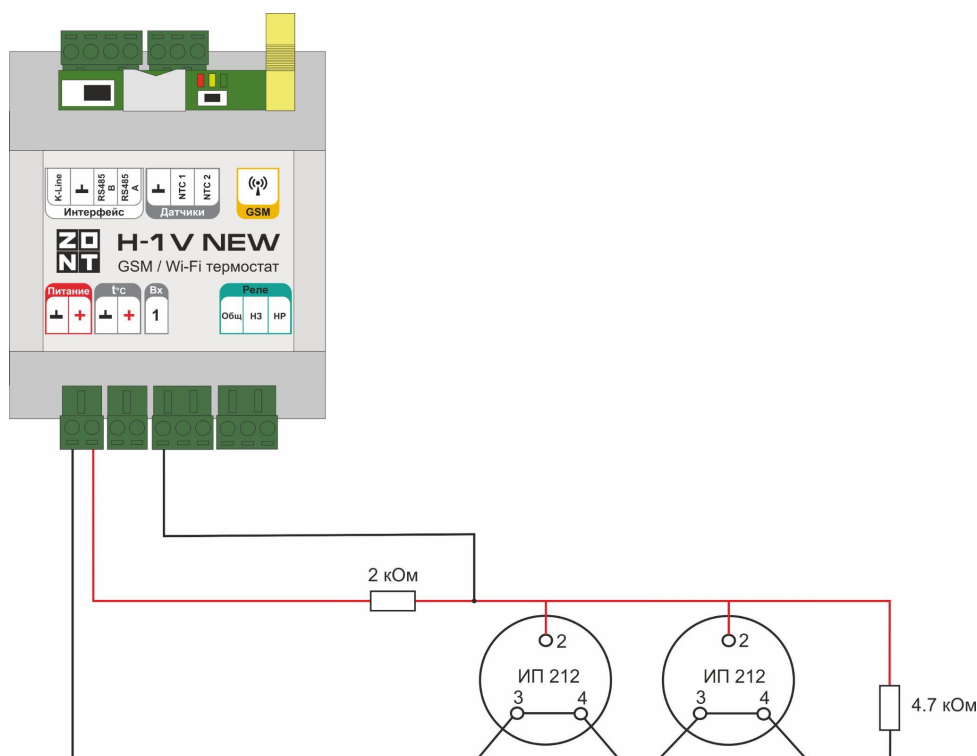 K-Line
RS485
B
RS485
A
NTC 1
NTC 2
Интерфейс
Датчики
GSM
ZONT
H-1V NEW
GSM / Wi-Fi термостат
Питание
t°C
Вх
Реле
+
+
1
Общ
НЗ
НР
2 кОм
2
2
ИП 212
ИП 212
3
4
3
4
4.7 кОм